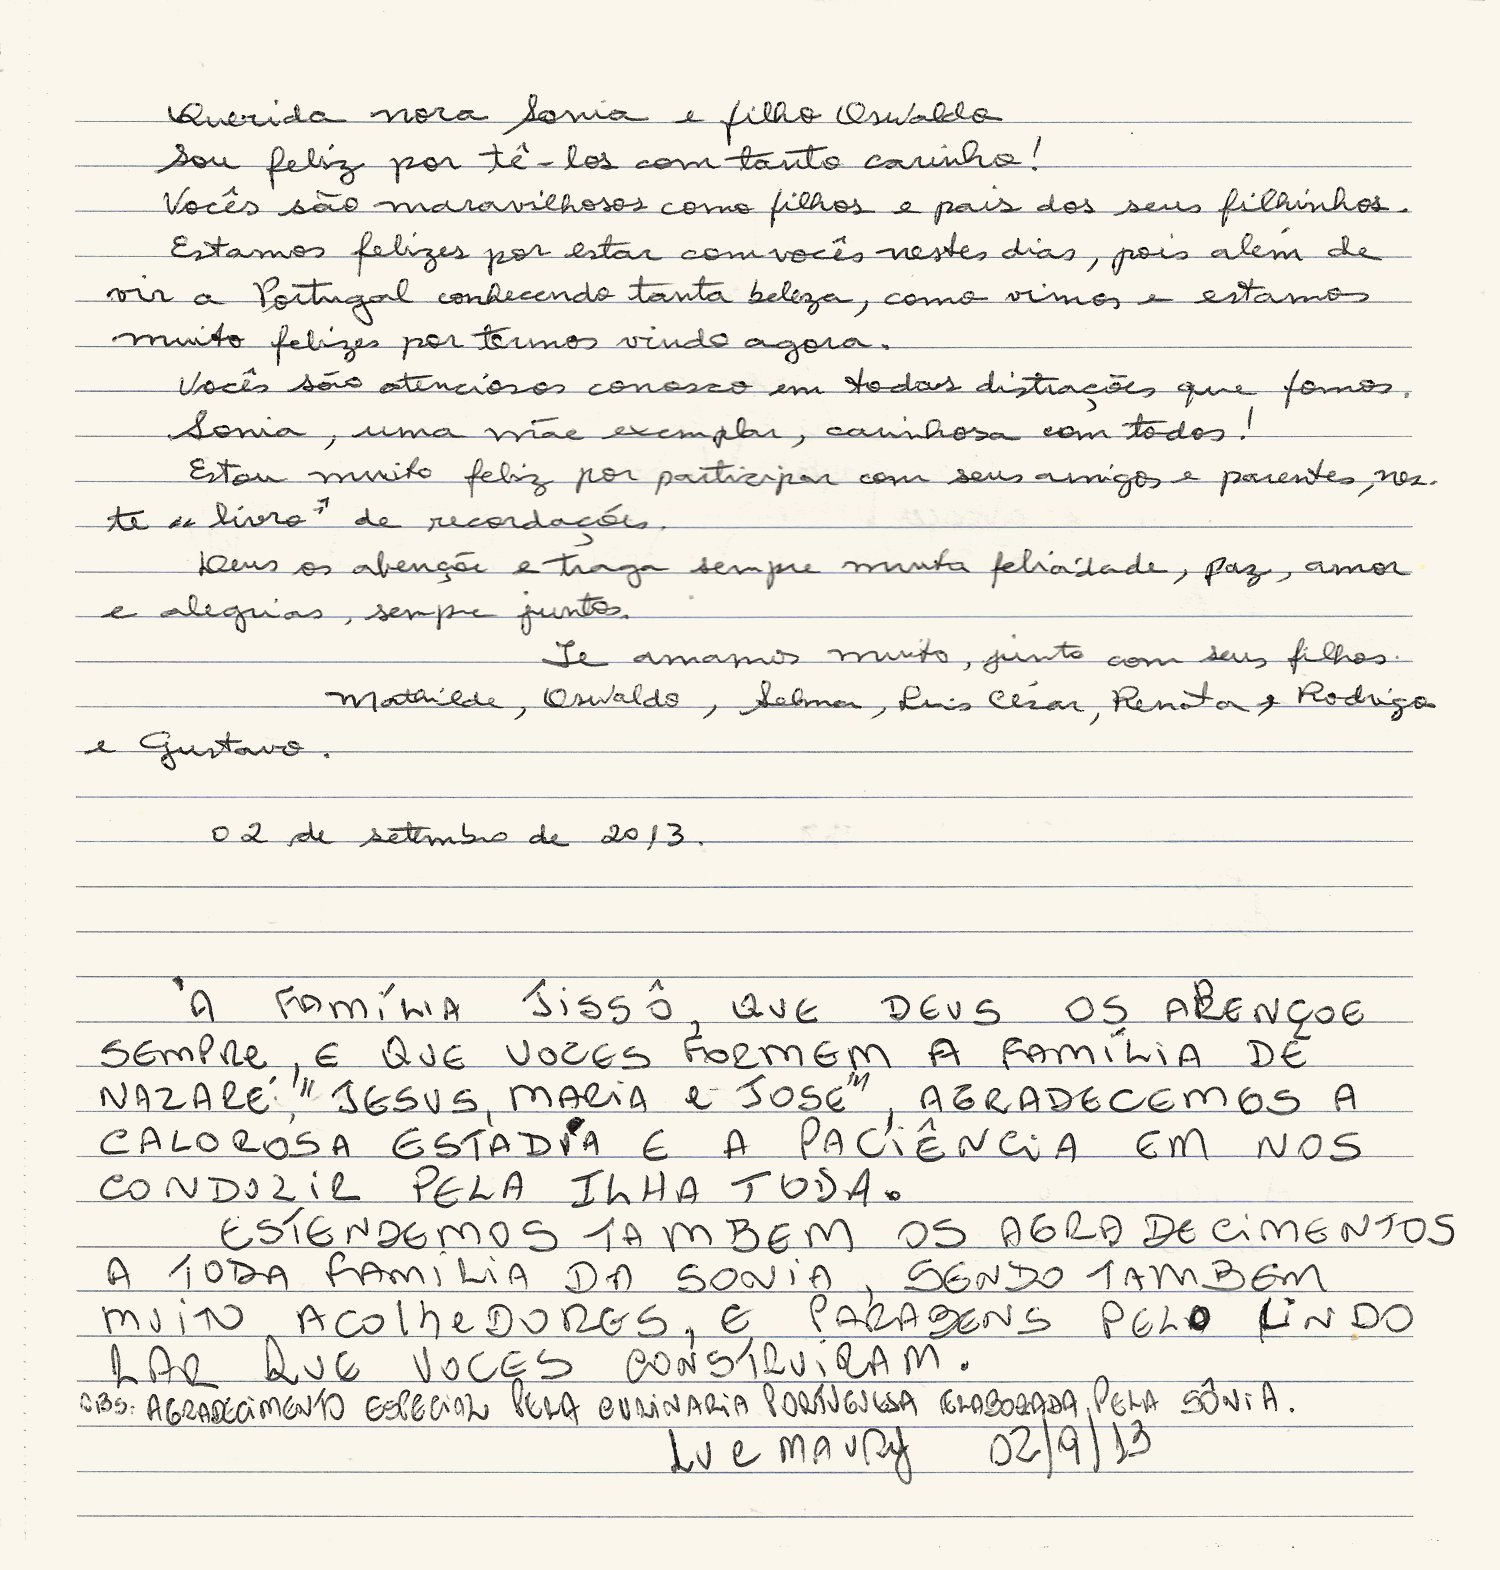 Querida nora Sonia e filho Oswaldo
Sou feliz por tê-los com tanto carinho!
Vocês são maravilhosos como filhos e pais dos seus filhinhos.
Estamos felizes por estar com vocês nestes dias, pois além de
vir a Portugal conhecendo tanta beleza, como vimos e estamos
muito felizes por termos vindo agora.
Vocês são atenciosos conosco em todas distrações que fomos.
Sonia, uma mãe exemplar, carinhosa com todos!
Estou muito feliz por participar com seus amigos e parentes, nes-
te "livro" de recordações.
Deus os abençõe e traga sempre muita felicidade, paz, amor
e alegrias, sempre juntos.
Te amamos muito, junto com seus filhos.
Mathilde, Oswaldo, Selma, Luis César, Renata, Rodrigo
e Gustavo.
02 de setembro de 2013.
'A FAMÍLIA JISSÔ, QUE DEUS OS ABENÇOE
SEMPRE, E QUE VOCES FORMEM A FAMÍLIA DE
NAZARÉ, "JESUS, MARIA e JOSÉ", AGRADECEMOS A
CALOROSA ESTADIA E A PACIÊNCIA EM NOS
CONDUZIR PELA ILHA TODA.
ESTENDEMOS TAMBEM OS AGRADECIMENTOS
A TODA FAMÍLIA DA SONIA, SENDO TAMBEM
MUITO ACOlheDORES, E PARABENS PELO LINDO
LAR QUE VOCES CONSTRUIRAM.
OBS: AGRADECIMENTO ESPECIAL PELA CULINARIA PORTUGUESA ELABORADA PELA SÔNIA.
LU e MAURY 02/9/13